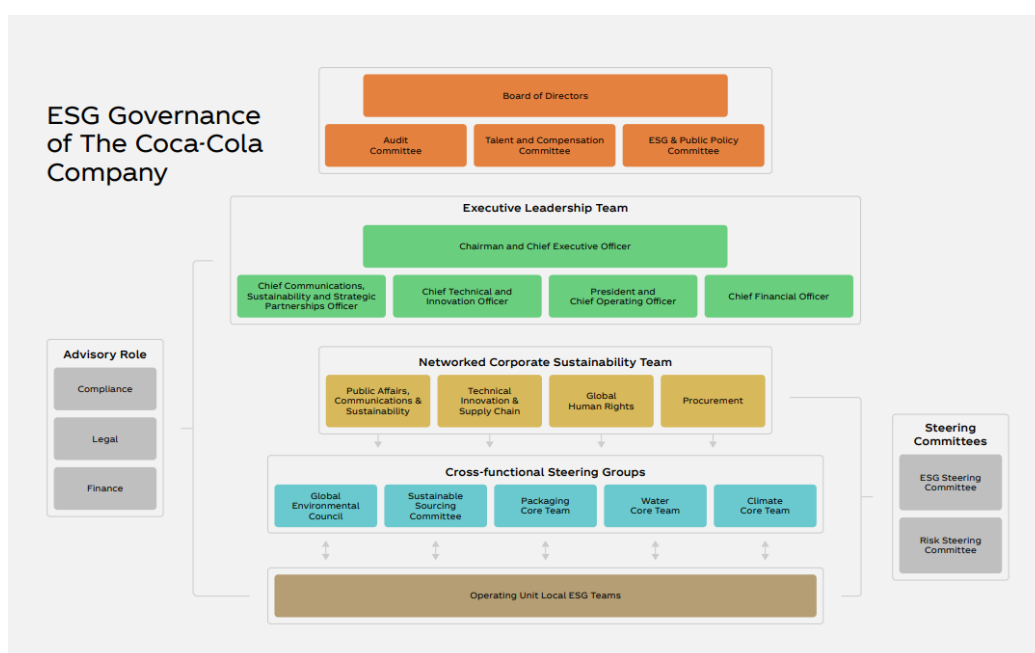 ESG Governance
of The Coca-Cola
Company
Board of Directors
Audit
Committee
Talent and Compensation
Committee
ESG & Public Policy
Committee
Executive Leadership Team
Chairman and Chief Executive Officer
Chief Communications,
Sustainability and Strategic
Partnerships Officer
Chief Technical and
Innovation Officer
President and
Chief Operating Officer
Chief Financial Officer
Advisory Role
Compliance
Legal
Finance
Networked Corporate Sustainability Team
Public Affairs,
Communications &
Sustainability
Technical
Innovation &
Supply Chain
Global
Human Rights
Procurement
Cross-functional Steering Groups
Global
Environmental
Council
Sustainable
Sourcing
Committee
Packaging
Core Team
Water
Core Team
Climate
Core Team
Operating Unit Local ESG Teams
Steering
Committees
ESG Steering
Committee
Risk Steering
Committee